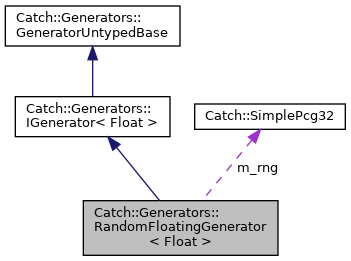 Catch::Generators::
GeneratorUntypedBase
Catch::Generators::
IGenerator< Float >
Catch::SimplePcg32
m_rng
Catch::Generators::
RandomFloatingGenerator
< Float >